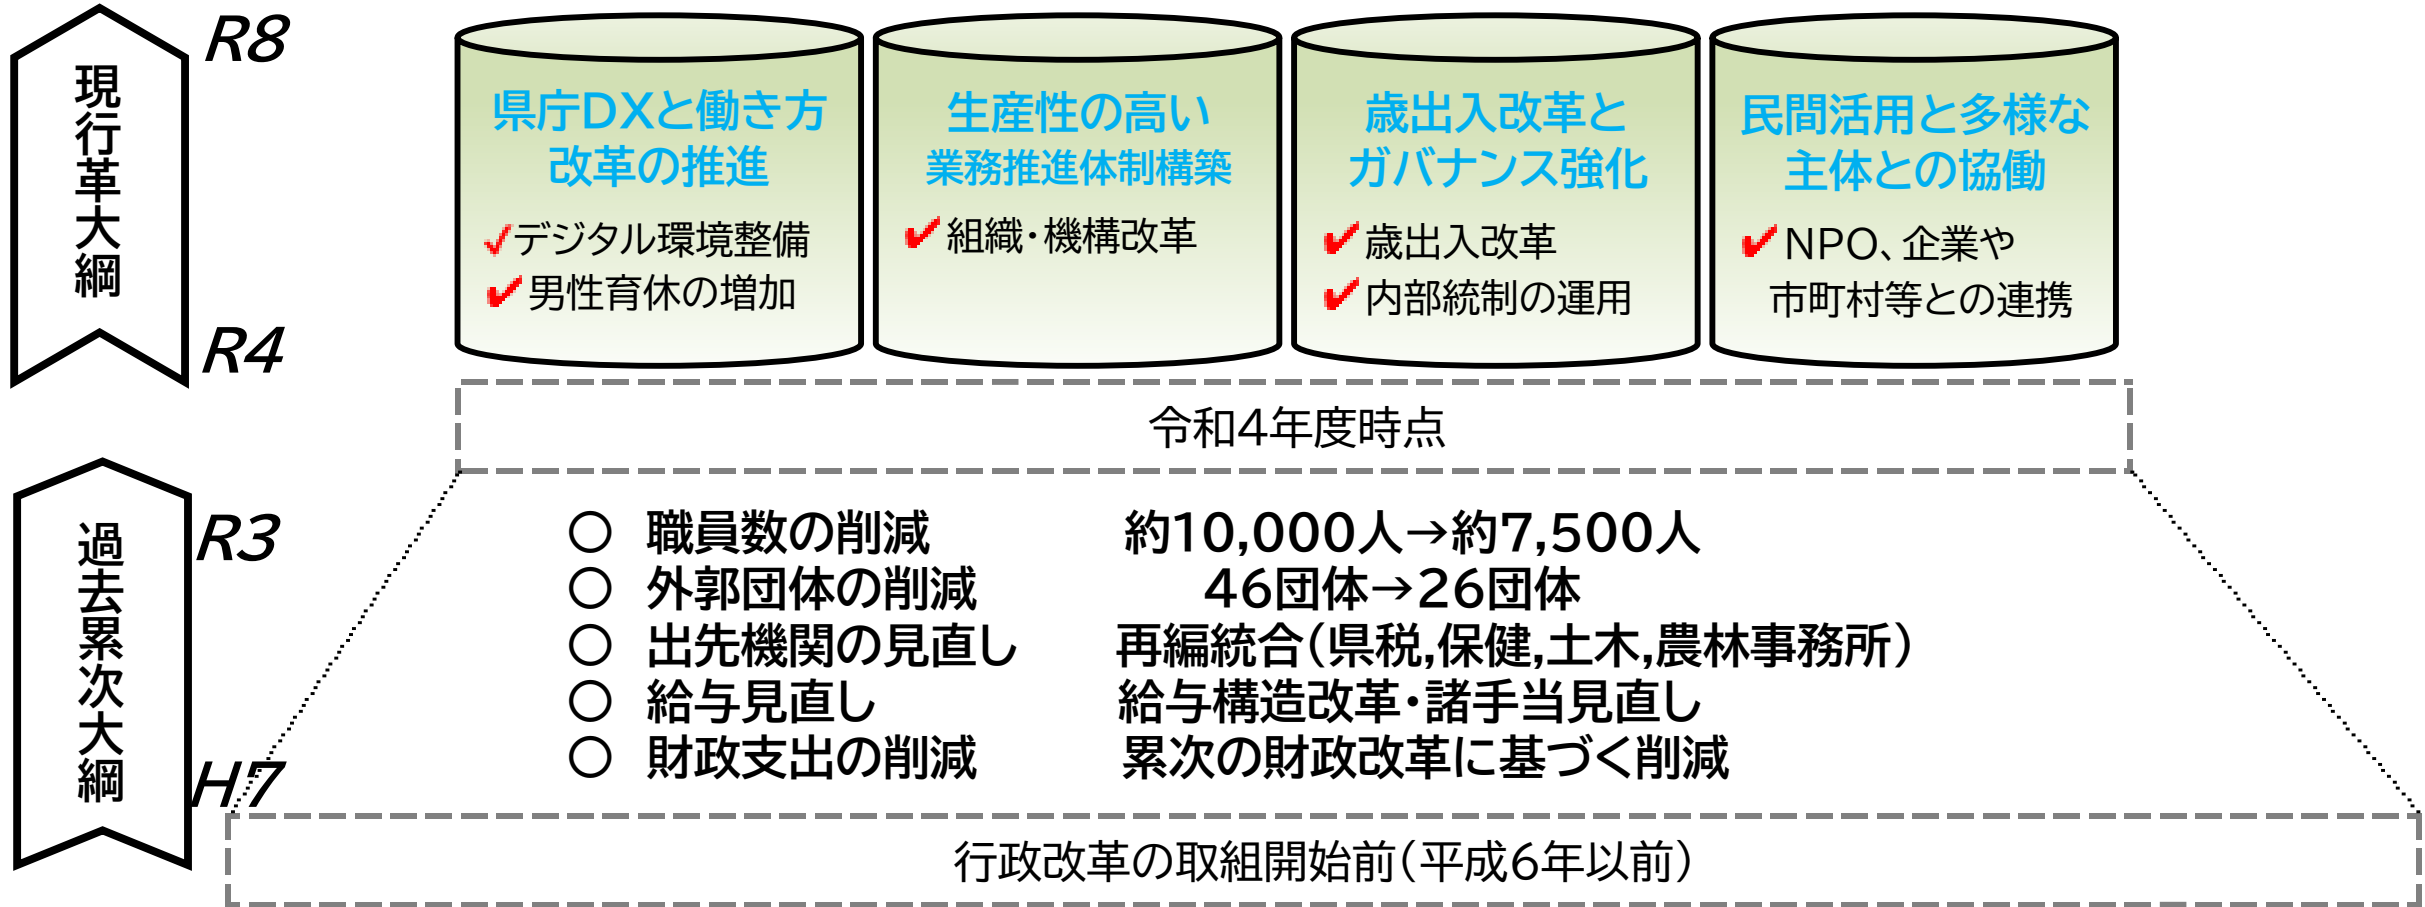 現行革大綱
R8
R4
県庁DXと働き方
改革の推進
✓デジタル環境整備
✔男性育休の増加
生産性の高い
業務推進体制構築
✔組織・機構改革
歳出入改革と
ガバナンス強化
✔歳出入改革
✔内部統制の運用
民間活用と多様な
主体との協働
✔NPO、企業や
市町村等との連携
令和4年度時点
過去累次大綱
R3
H7
○ 職員数の削減 約10,000人→約7,500人
○ 外郭団体の削減 46団体→26団体
○ 出先機関の見直し 再編統合(県税,保健,土木,農林事務所)
○ 給与見直し 給与構造改革・諸手当見直し
○ 財政支出の削減 累次の財政改革に基づく削減
行政改革の取組開始前(平成6年以前)